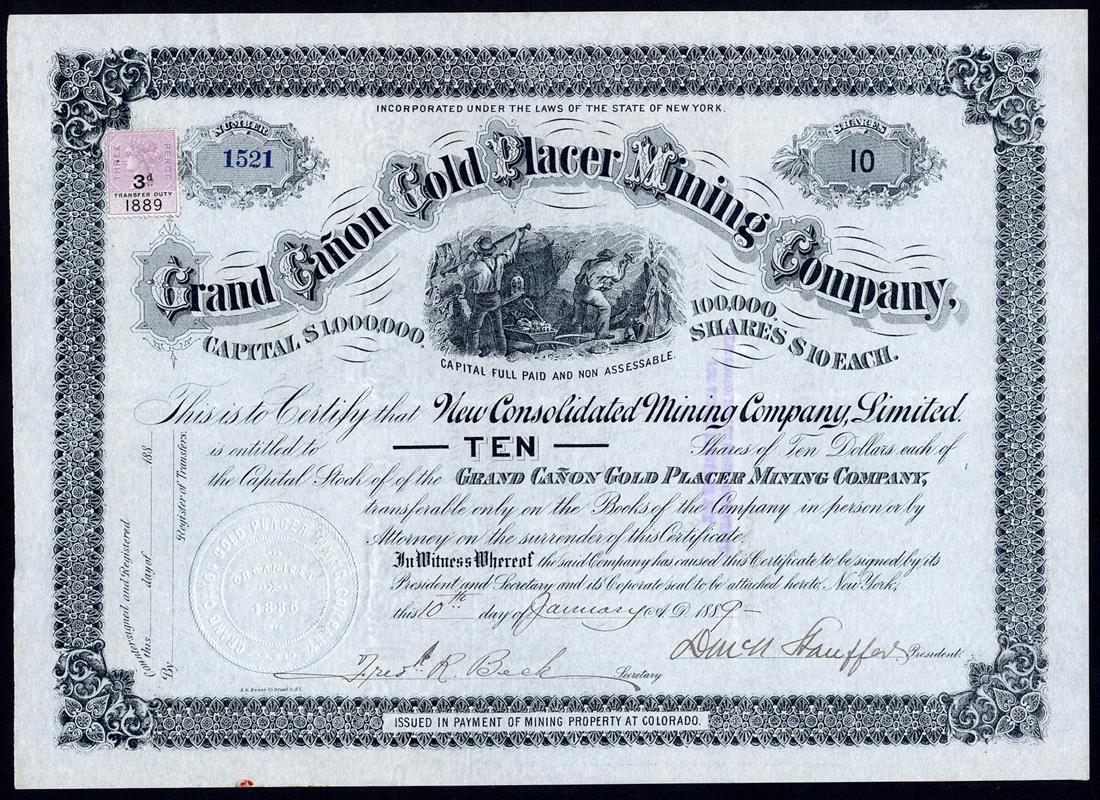 INCORPORATED UNDER THE LAWS OF THE STATE OF NEW YORK.
NUMBER
1521
SHARES
10
THREE PENCE
3d
TRANSFER DUTY
1889
Grand Cañon Gold Placer Mining Company,
CAPITAL $1,000,000.
100,000 SHARES $10 EACH.
CAPITAL FULL PAID AND NON ASSESSABLE.
This is to Certify that New Consolidated Mining Company, Limited.
is entitled to TEN Shares of Ten Dollars each of
the Capital Stock of of the GRAND CAÑON GOLD PLACER MINING COMPANY,
transferable only on the Books of the Company in person or by
Attorney on the surrender of this Certificate.
In Witness Whereof the said Company has caused this Certificate to be signed by its
President and Secretary and its Coporate seal to be attached hereto, New York,
this 10th day of January A.D. 1889-
Stauffer President.
Fredk R. Beck Secretary
Countersigned and Registered
this day of 188
By Register of Transfers.
GRAND CAÑON GOLD PLACER MINING COMPANY
ORGANIZED
1886
ISSUED IN PAYMENT OF MINING PROPERTY AT COLORADO.